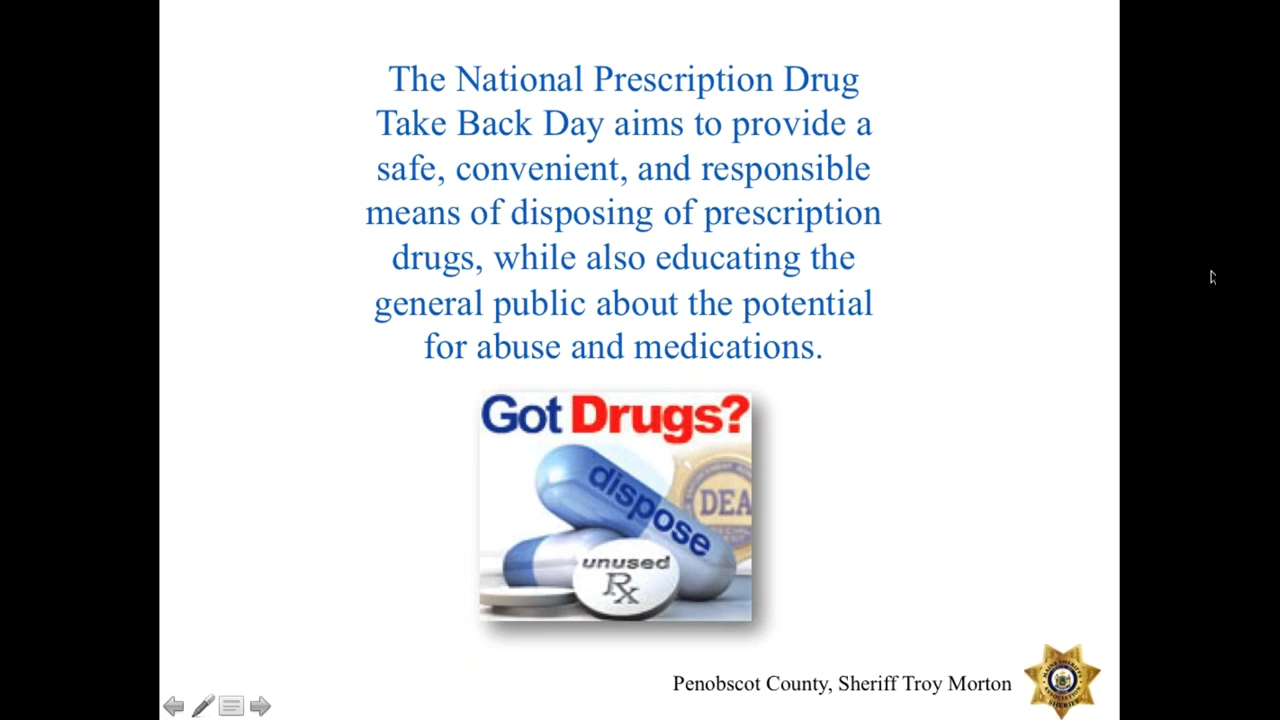 The National Prescription Drug
Take Back Day aims to provide a
safe, convenient, and responsible
means of disposing of prescription
drugs, while also educating the
general public about the potential
for abuse and medications.
Got Drugs?
dispose
DEA
unused
Rx
Penobscot County, Sheriff Troy Morton
SHERIFF